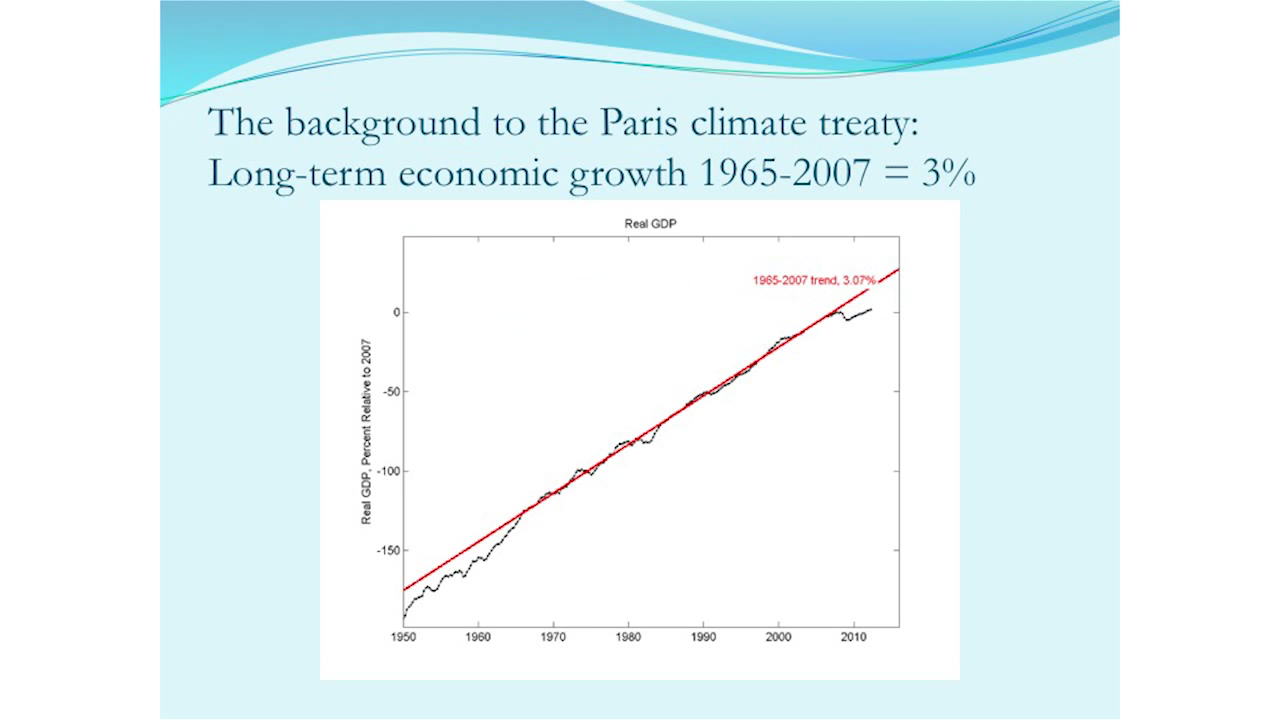 The background to the Paris climate treaty:
Long-term economic growth 1965-2007 = 3%
Real GDP
1965-2007 trend, 3.07%
Real GDP, Percent Relative to 2007
0
-50
-100
-150
1950 1960 1970 1980 1990 2000 2010